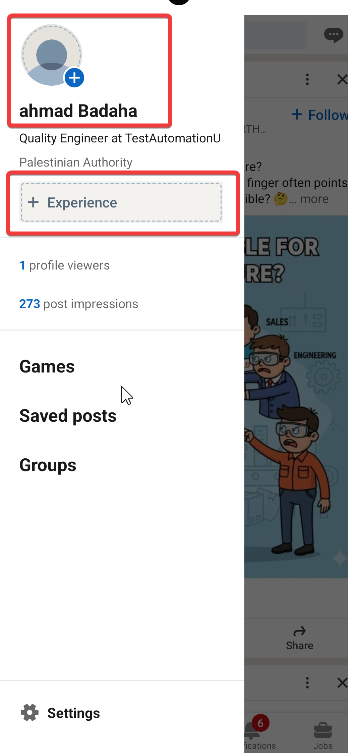 ahmad Badaha
Quality Engineer at TestAutomationU
Palestinian Authority
+ Experience
1 profile viewers
273 post impressions
Games
Saved posts
Groups
Settings
+ Follow
TH...
re?
finger often points
ible? 🤔... more
LE FOR
RE?
SALES
ENGINEERING
Share
6
ications
Jobs